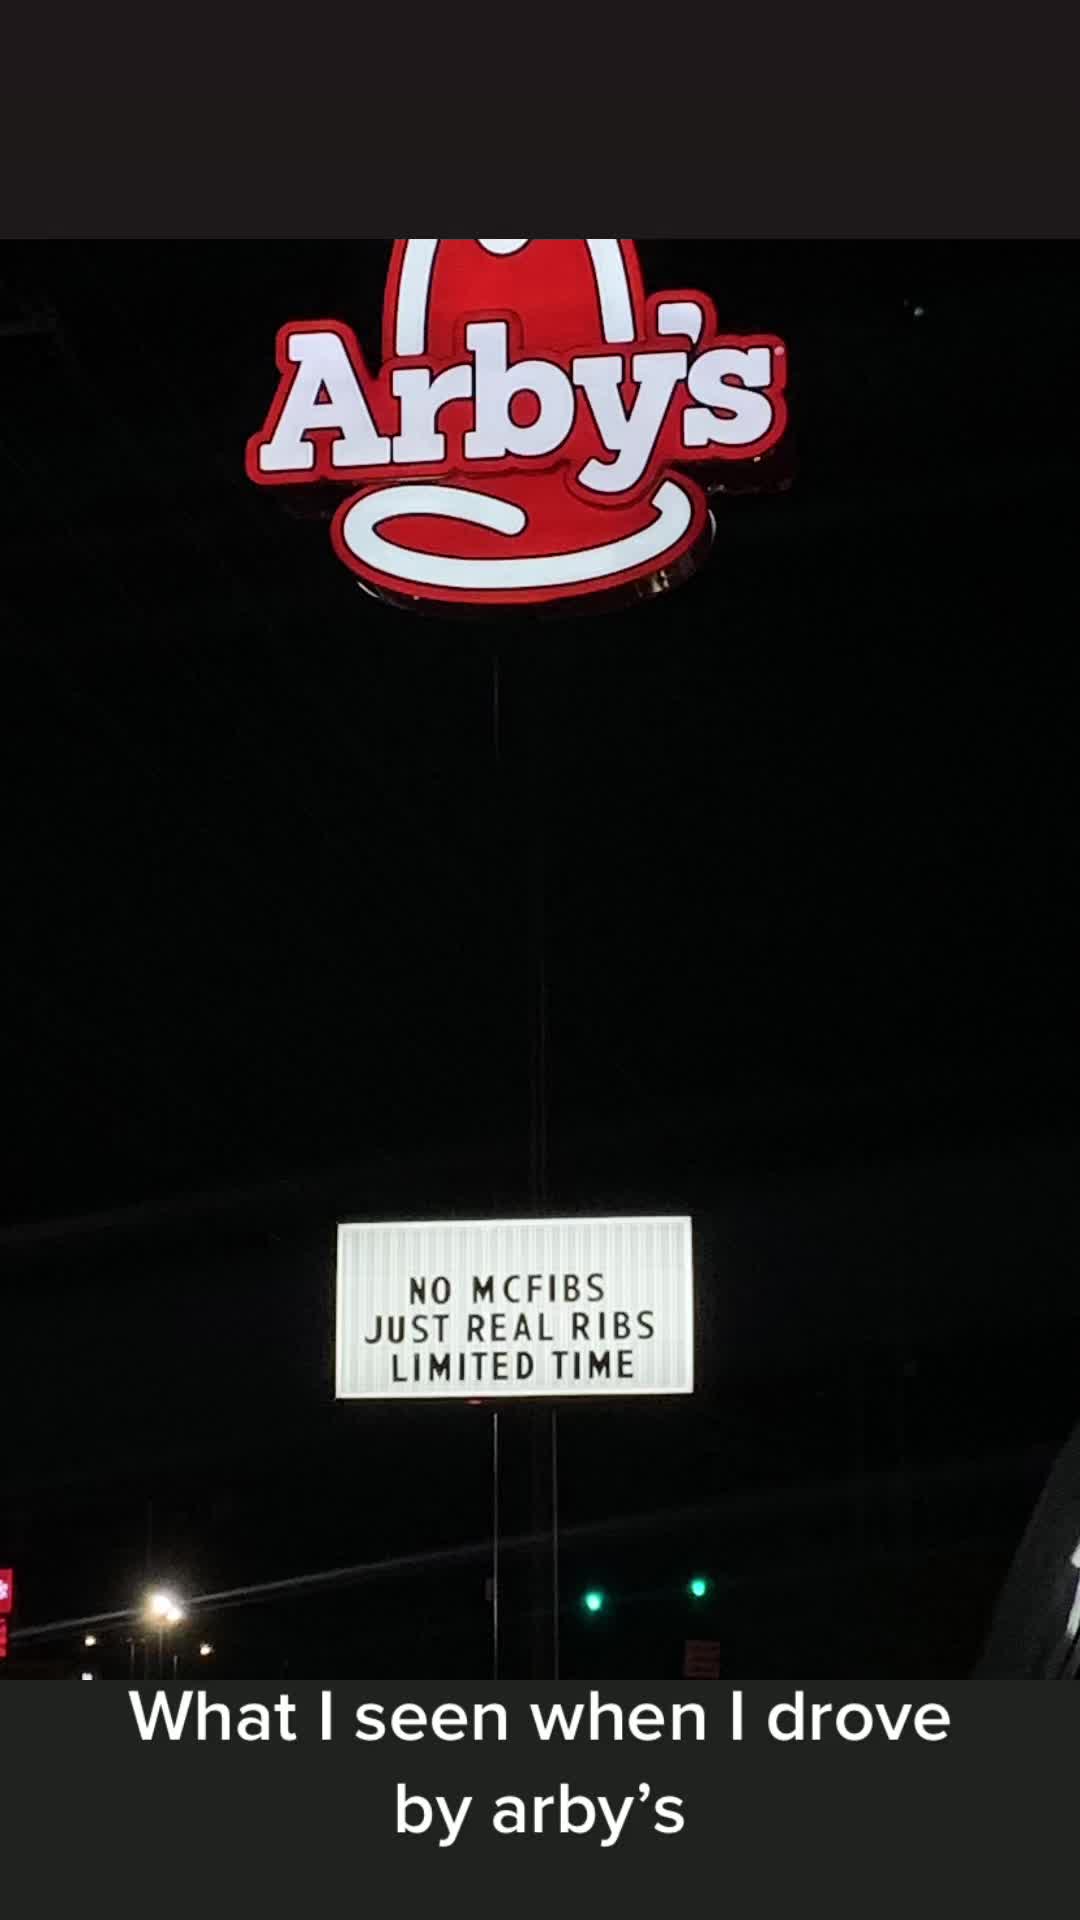 Arby's
NO MCFIBS
JUST REAL RIBS
LIMITED TIME
What I seen when I drove
by arby’s